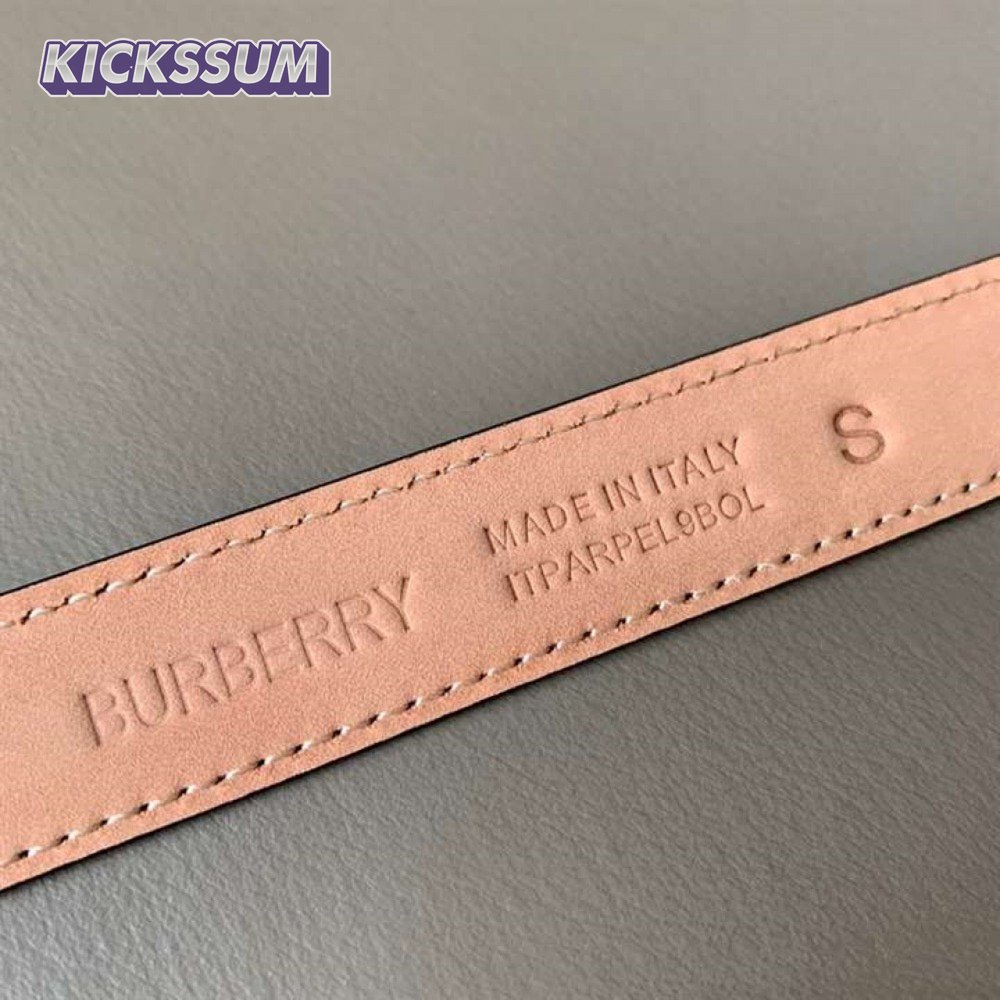 KICKSSUM
BURBERRY
MADE IN ITALY
ITPARPEL9BOL
S